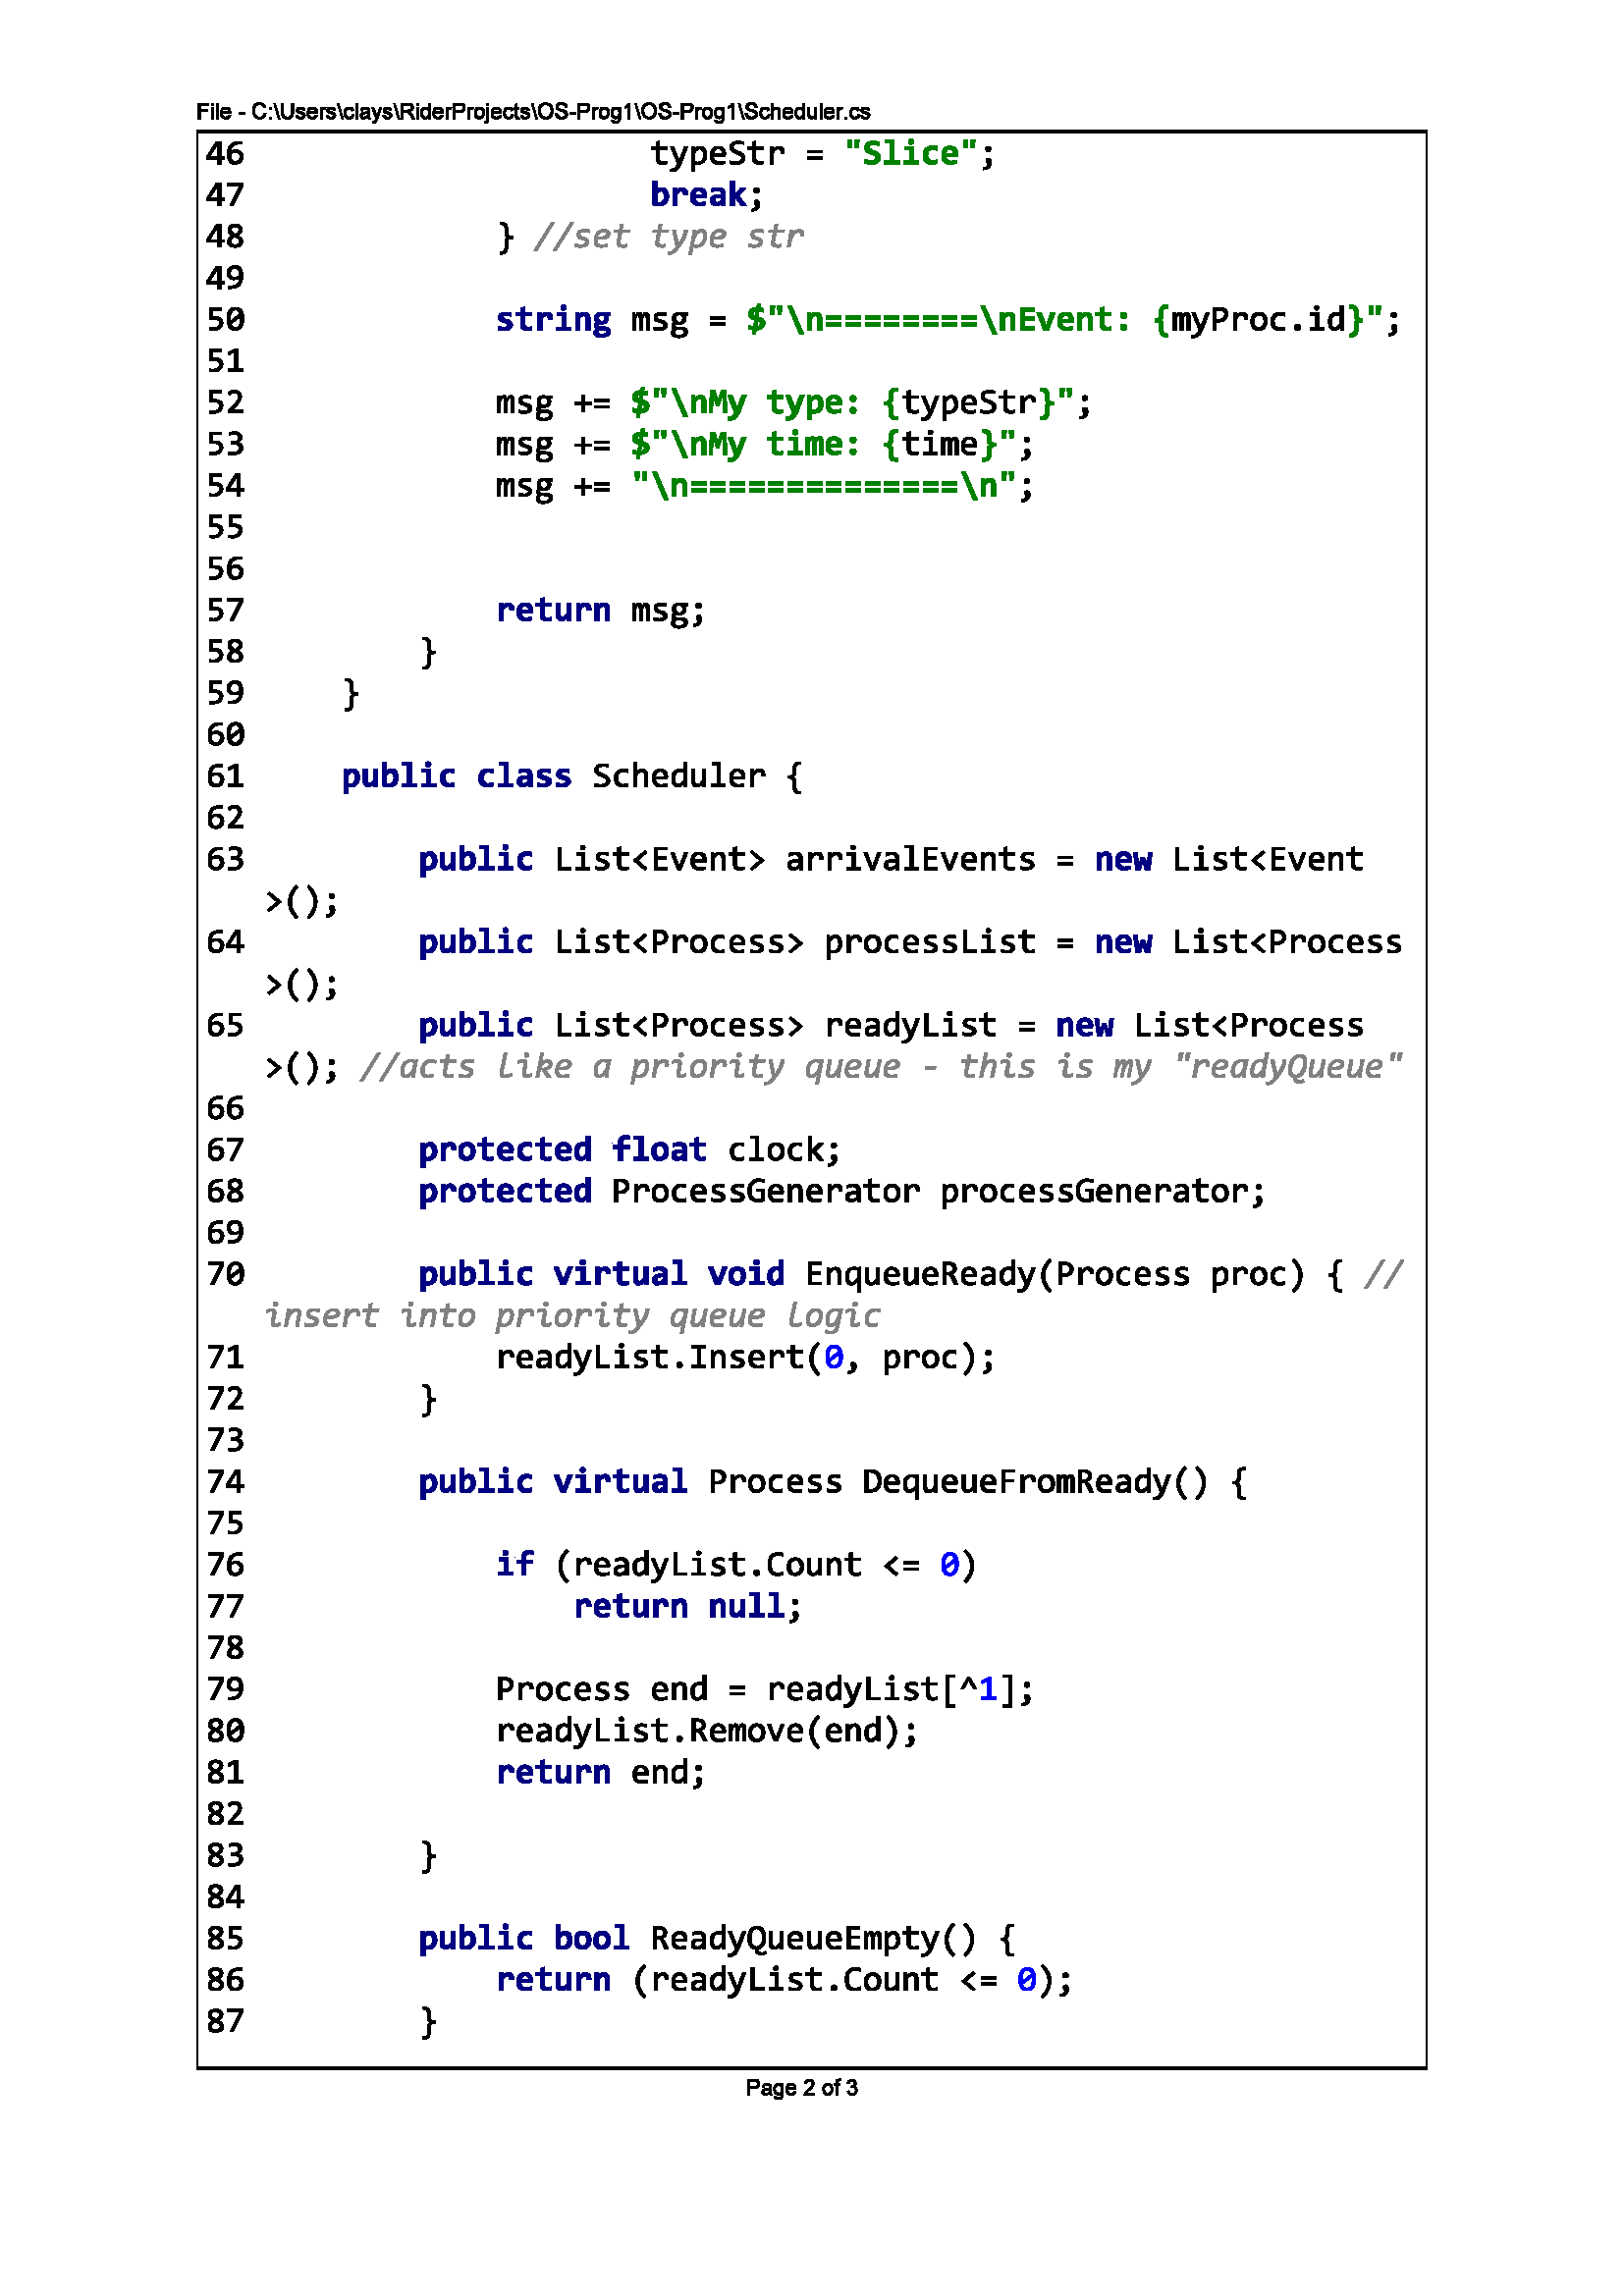 File - C:\Users\clays\RiderProjects\OS-Prog1\OS-Prog1\Scheduler.cs
46                     typeStr = "Slice";
47                     break;
48             } //set type str
49
50             string msg = $"\n========\nEvent: {myProc.id}";
51
52             msg += $"\nMy type: {typeStr}";
53             msg += $"\nMy time: {time}";
54             msg += "\n==============\n";
55
56
57             return msg;
58         }
59     }
60
61     public class Scheduler {
62
63         public List<Event> arrivalEvents = new List<Event
>();
64         public List<Process> processList = new List<Process
>();
65         public List<Process> readyList = new List<Process
>(); //acts like a priority queue - this is my "readyQueue"
66
67         protected float clock;
68         protected ProcessGenerator processGenerator;
69
70         public virtual void EnqueueReady(Process proc) { //
insert into priority queue logic
71             readyList.Insert(0, proc);
72         }
73
74         public virtual Process DequeueFromReady() {
75
76             if (readyList.Count <= 0)
77                 return null;
78
79             Process end = readyList[^1];
80             readyList.Remove(end);
81             return end;
82
83         }
84
85         public bool ReadyQueueEmpty() {
86             return (readyList.Count <= 0);
87         }
Page 2 of 3